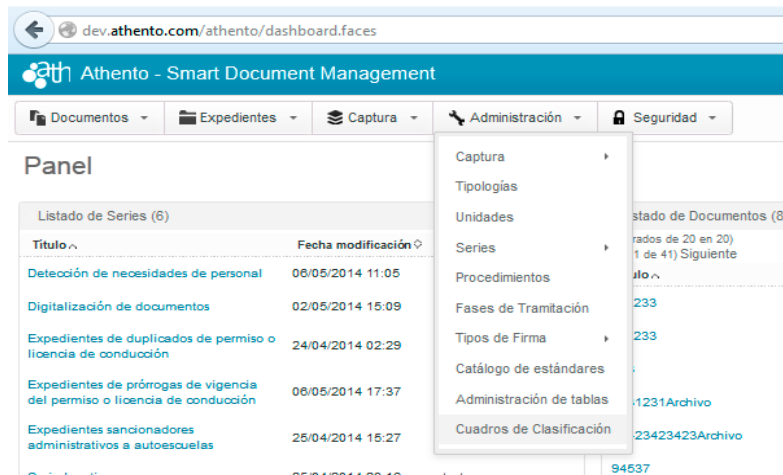 dev.athento.com/athento/dashboard.faces
ath Athento - Smart Document Management
Documentos
Expedientes
Captura
Administración
Seguridad
Panel
Captura
Tipologías
Unidades
Series
Procedimientos
Fases de Tramitación
Tipos de Firma
Catálogo de estándares
Administración de tablas
Cuadros de Clasificación
Listado de Series (6)
Título Fecha modificación
Detección de necesidades de personal 06/05/2014 11:05
Digitalización de documentos 02/05/2014 15:09
Expedientes de duplicados de permiso o
licencia de conducción 24/04/2014 02:29
Expedientes de prórrogas de vigencia
del permiso o licencia de conducción 06/05/2014 17:37
Expedientes sancionadores
administrativos a autoescuelas 25/04/2014 15:27
stado de Documentos (8
rados de 20 en 20)
1 de 41) Siguiente
ulo
233
233
1231Archivo
23423423Archivo
94537